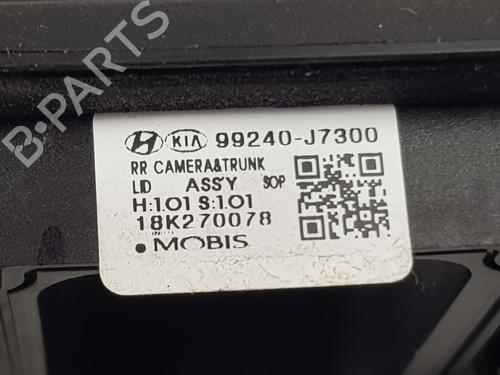 B-PARTS
KIA 99240-J7300
RR CAMERA&TRUNK
LID ASS'Y SOP
H:1.01 S:1.01
18K270078
MOBIS